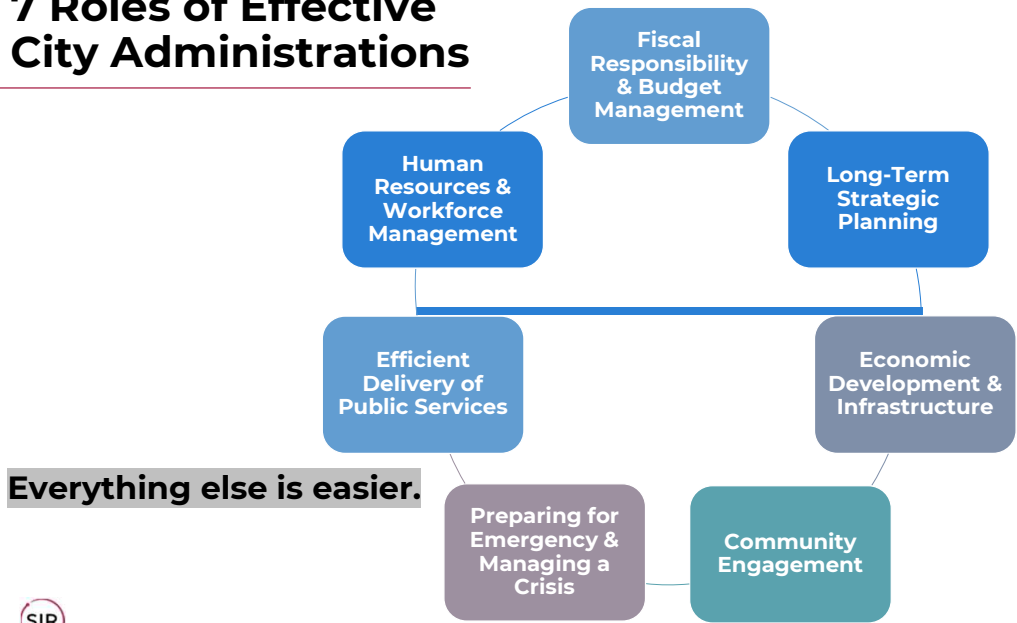 7 Roles of Effective
City Administrations
Fiscal
Responsibility
& Budget
Management
Human
Resources &
Workforce
Management
Long-Term
Strategic
Planning
Efficient
Delivery of
Public Services
Economic
Development &
Infrastructure
Everything else is easier.
Preparing for
Emergency &
Managing a
Crisis
Community
Engagement
SIR